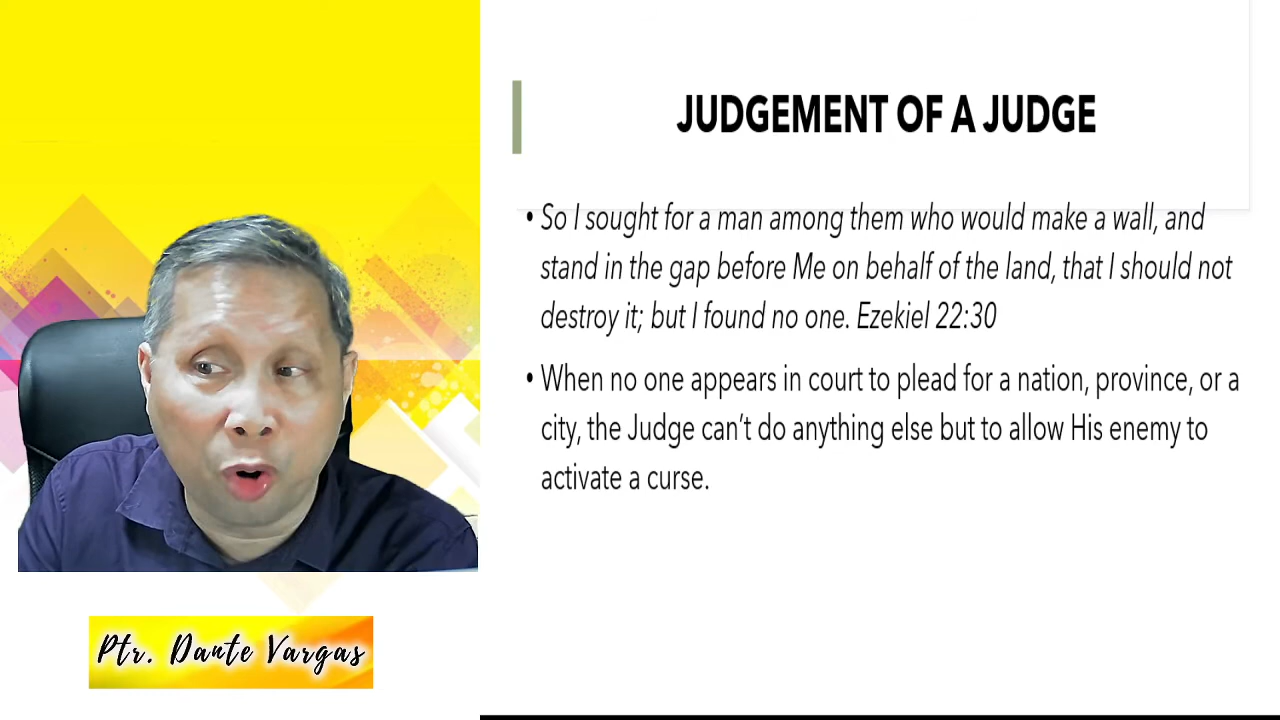 JUDGEMENT OF A JUDGE
• So I sought for a man among them who would make a wall, and
stand in the gap before Me on behalf of the land, that I should not
destroy it; but I found no one. Ezekiel 22:30
• When no one appears in court to plead for a nation, province, or a
city, the Judge can’t do anything else but to allow His enemy to
activate a curse.
Ptr. Dante Vargas